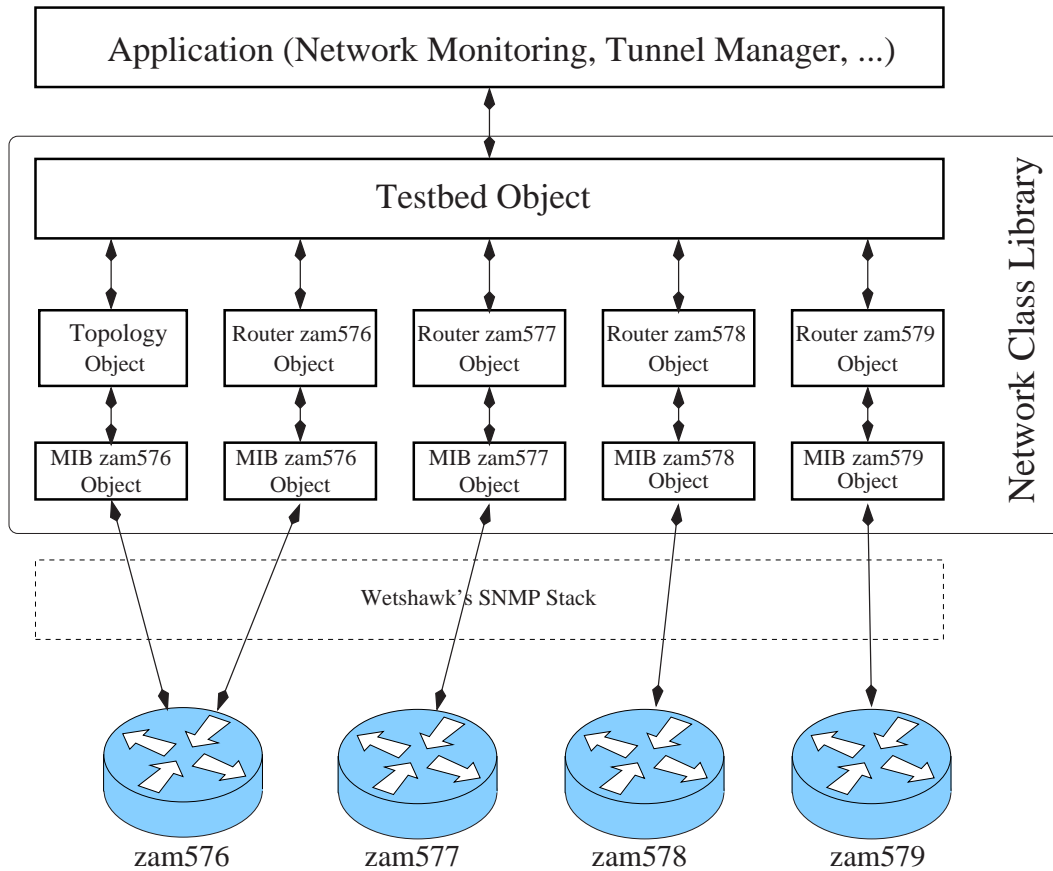 Application (Network Monitoring, Tunnel Manager, ...)
Network Class Library
Testbed Object
Topology
Object
Router zam576
Object
Router zam577
Object
Router zam578
Object
Router zam579
Object
MIB zam576
Object
MIB zam576
Object
MIB zam577
Object
MIB zam578
Object
MIB zam579
Object
Wetshawk's SNMP Stack
zam576
zam577
zam578
zam579